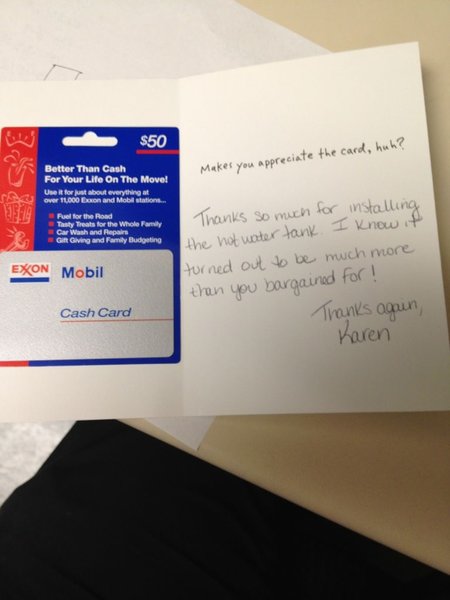 $50
Better Than Cash
For Your Life On The Move!
Use it for just about everything at
over 11,000 Exxon and Mobil stations...
Fuel for the Road
Tasty Treats for the Whole Family
Car Wash and Repairs
Gift Giving and Family Budgeting
EXXON Mobil
Cash Card
Makes you appreciate the card, huh?
Thanks so much for installing
the hot water tank. I know it
turned out to be much more
than you bargained for!
Thanks again,
Karen